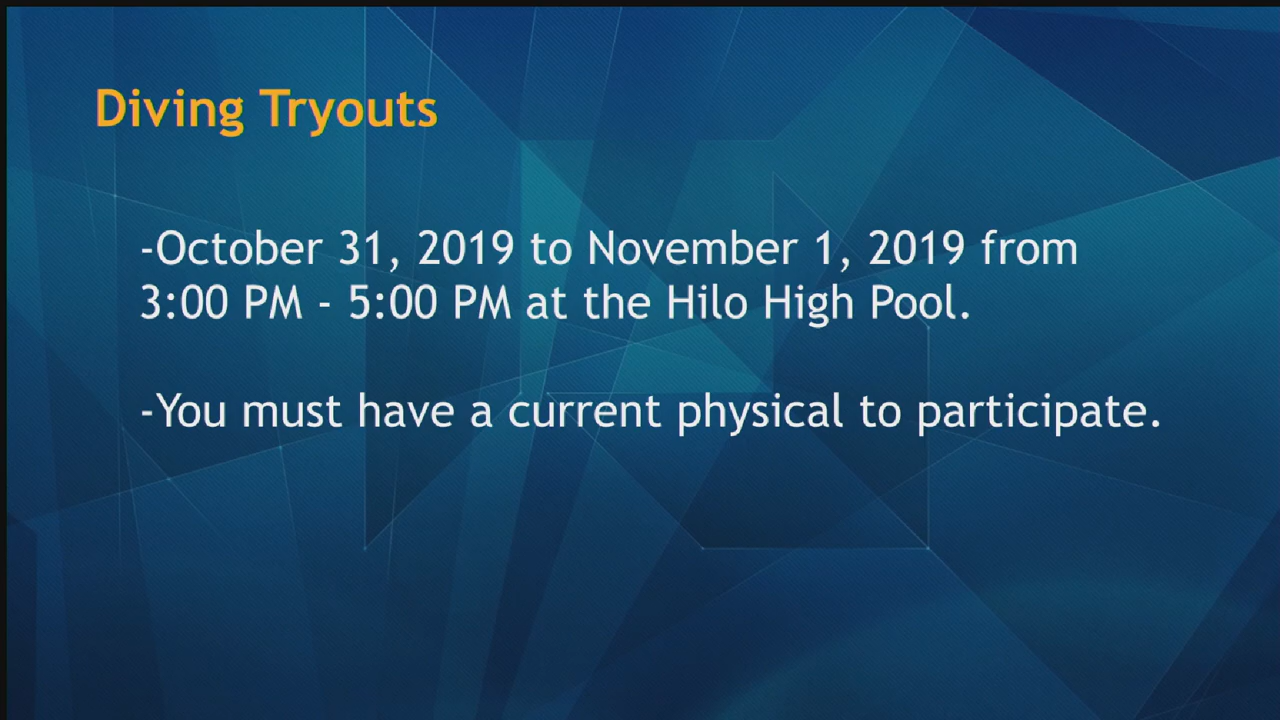 Diving Tryouts
-October 31, 2019 to November 1, 2019 from
3:00 PM - 5:00 PM at the Hilo High Pool.
-You must have a current physical to participate.